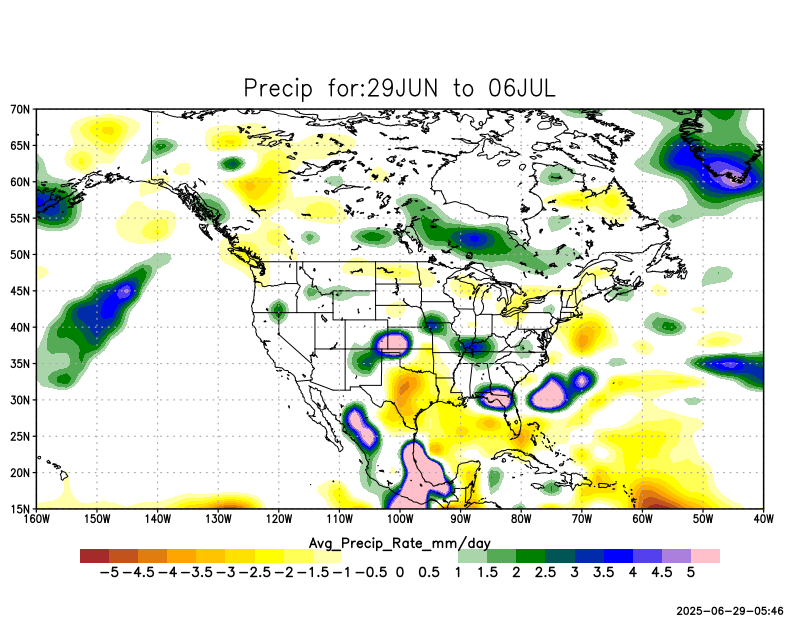 Precip for:29JUN to 06JUL
70N
65N
60N
55N
50N
45N
40N
35N
30N
25N
20N
15N
160W 150W 140W 130W 120W 110W 100W 90W 80W 70W 60W 50W 40W
Avg_Precip_Rate_mm/day
-5 -4.5 -4 -3.5 -3 -2.5 -2 -1.5 -1 -0.5 0 0.5 1 1.5 2 2.5 3 3.5 4 4.5 5
2025-06-29-05:46